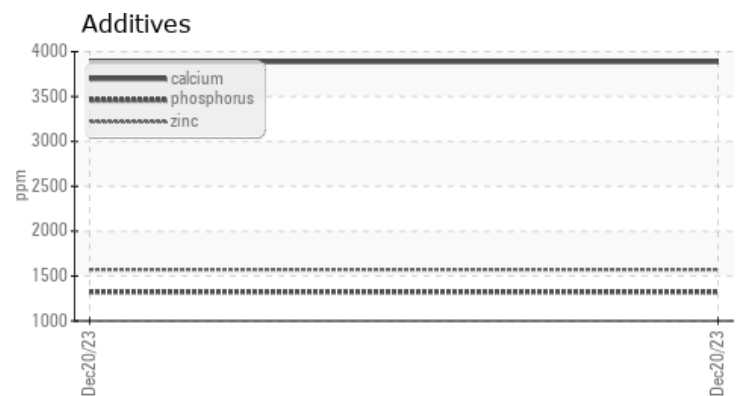 Additives
4000
calcium
3500
phosphorus
zinc
3000
2500
ppm
2000
1500
1000
Dec20/23
Dec20/23